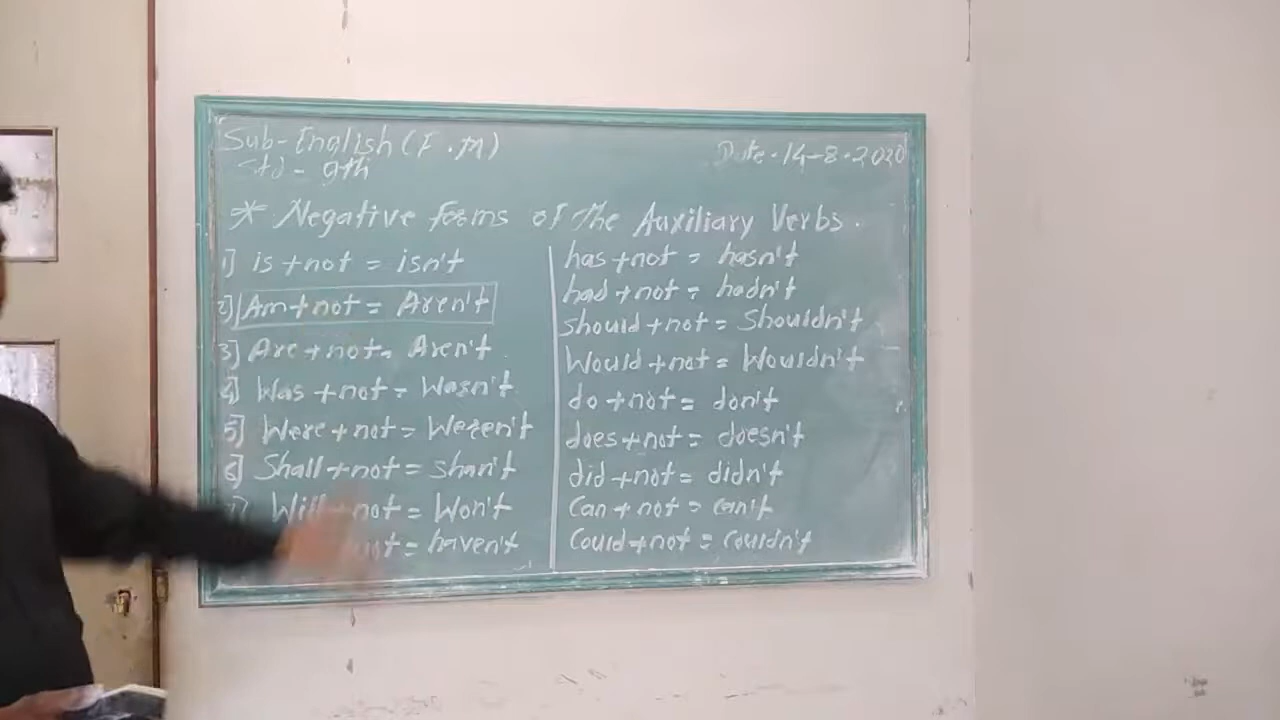 Sub-English (F.M)
Date-14-8-2020
Std - 9th
* Negative forms of the Auxiliary Verbs.
1] is + not = isn't
2] Am + not = Aren't
3] Are + not = Aren't
4] Was + not = Wasn't
5] Were + not = Weren't
6] Shall + not = shan't
7] Will + not = Won't
not = haven't
has + not = hasn't
had + not = hadn't
should + not = Shouldn't
Would + not = Wouldn't
do + not = don't
does + not = doesn't
did + not = didn't
Can + not = can't
Could + not = couldn't